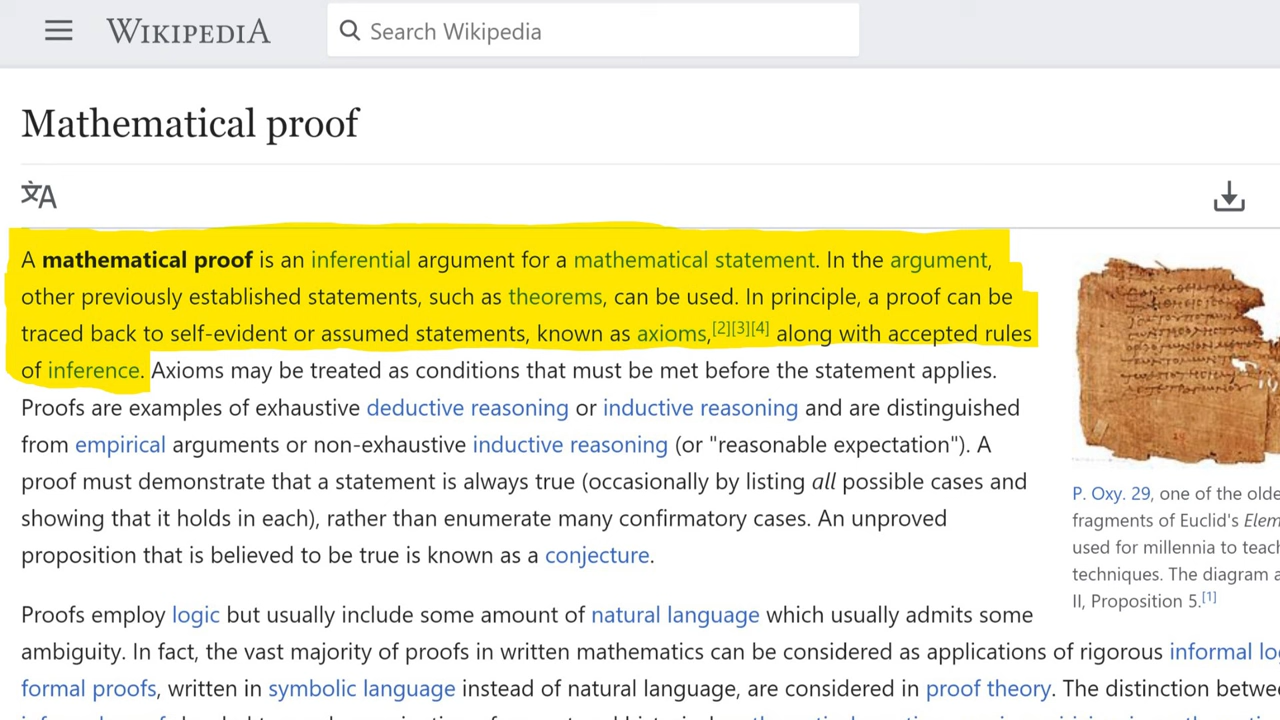 WIKIPEDIA
Search Wikipedia
Mathematical proof
A mathematical proof is an inferential argument for a mathematical statement. In the argument,
other previously established statements, such as theorems, can be used. In principle, a proof can be
traced back to self-evident or assumed statements, known as axioms,[2][3][4] along with accepted rules
of inference. Axioms may be treated as conditions that must be met before the statement applies.
Proofs are examples of exhaustive deductive reasoning or inductive reasoning and are distinguished
from empirical arguments or non-exhaustive inductive reasoning (or "reasonable expectation"). A
proof must demonstrate that a statement is always true (occasionally by listing all possible cases and
showing that it holds in each), rather than enumerate many confirmatory cases. An unproved
proposition that is believed to be true is known as a conjecture.
P. Oxy. 29, one of the olde
fragments of Euclid's Elem
used for millennia to teach
techniques. The diagram a
II, Proposition 5.[1]
Proofs employ logic but usually include some amount of natural language which usually admits some
ambiguity. In fact, the vast majority of proofs in written mathematics can be considered as applications of rigorous informal lo
formal proofs, written in symbolic language instead of natural language, are considered in proof theory. The distinction betwe